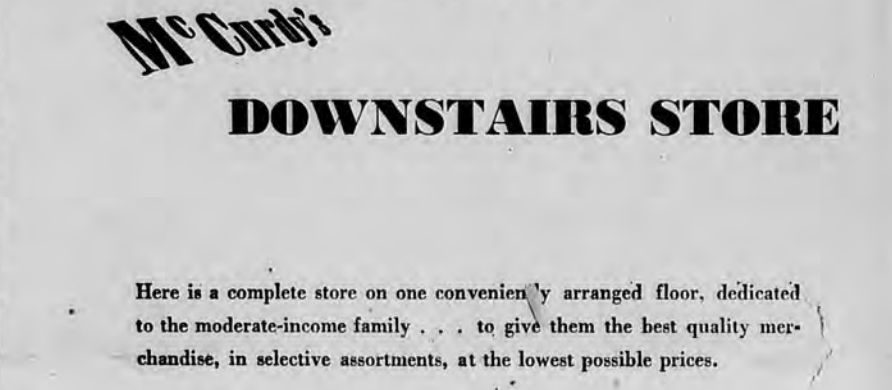 McCurdy's
DOWNSTAIRS STORE
Here is a complete store on one conveniently arranged floor, dedicated
to the moderate-income family . . . to give them the best quality mer-
chandise, in selective assortments, at the lowest possible prices.